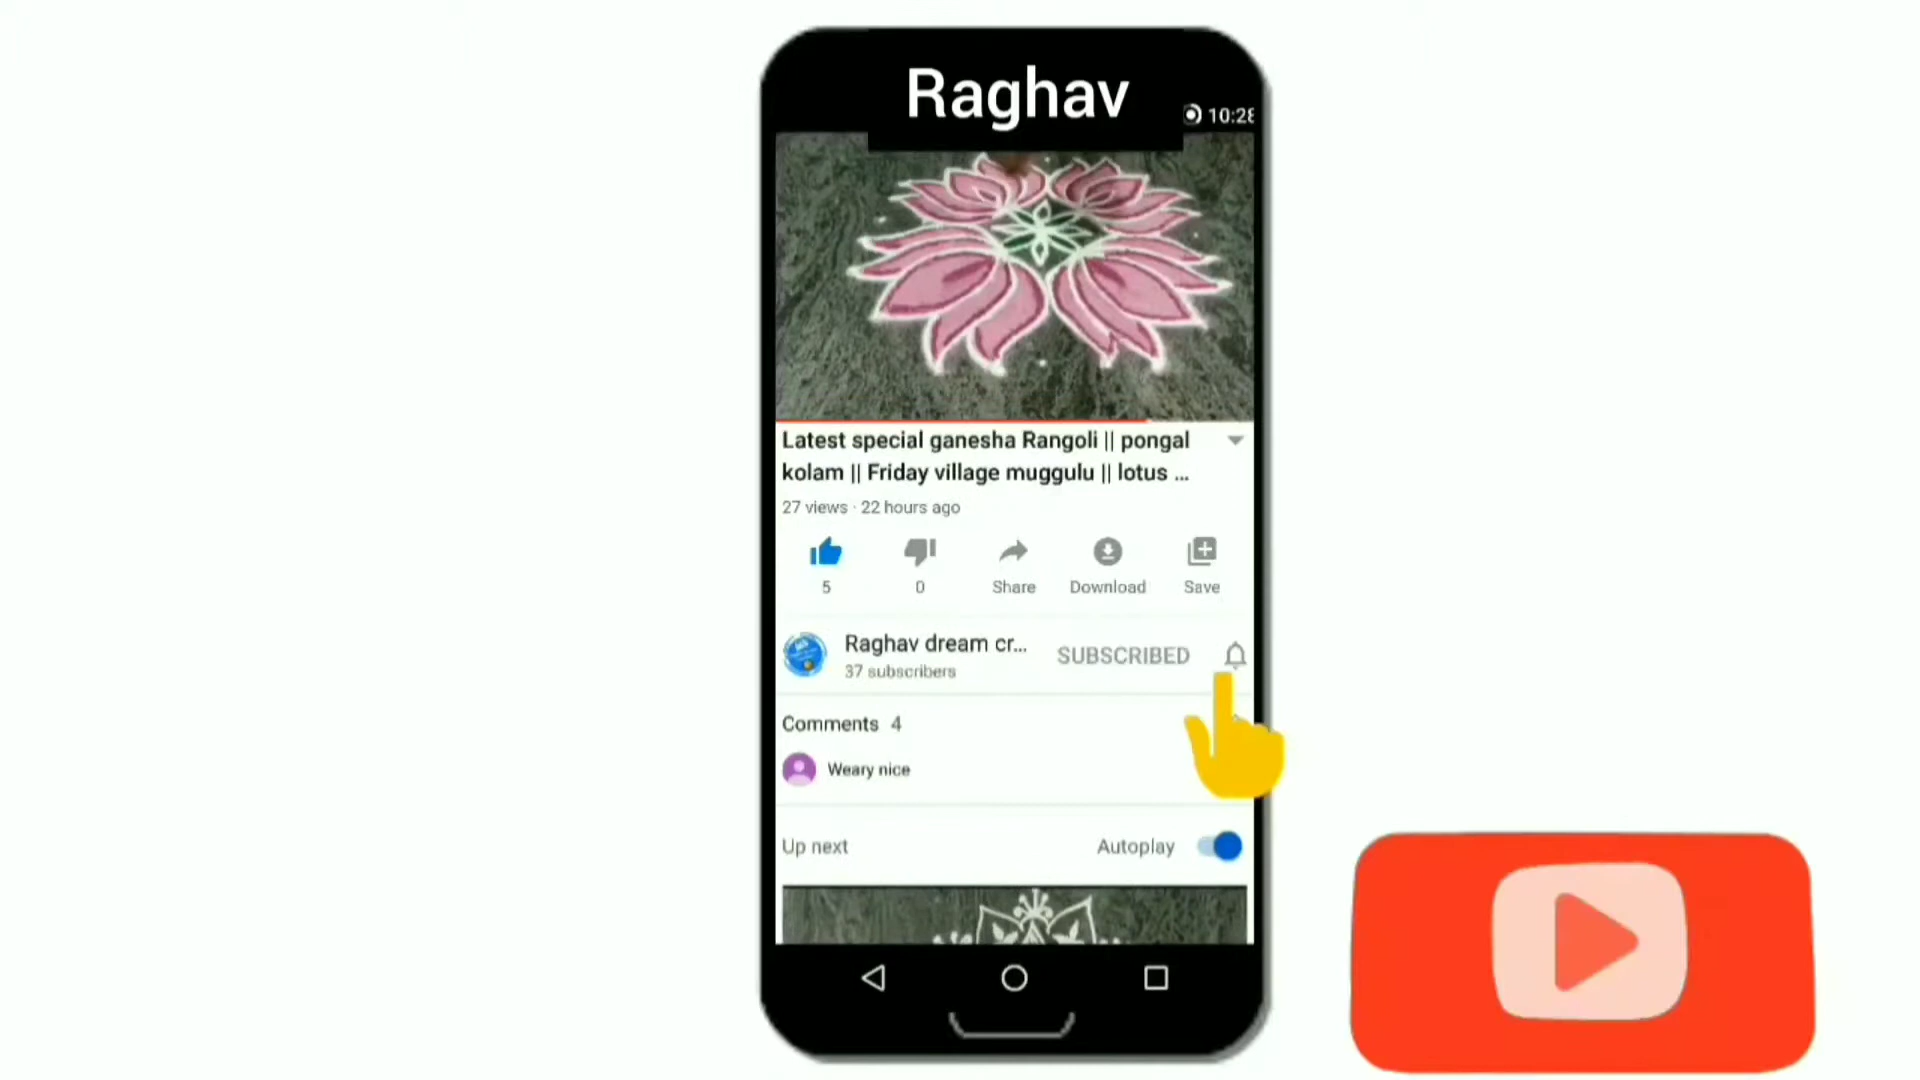 Raghav
10:28
Latest special ganesha Rangoli || pongal
kolam || Friday village muggulu || lotus ...
27 views · 22 hours ago
5
0
Share
Download
Save
Raghav dream cr...
37 subscribers
SUBSCRIBED
Comments 4
Weary nice
Up next
Autoplay